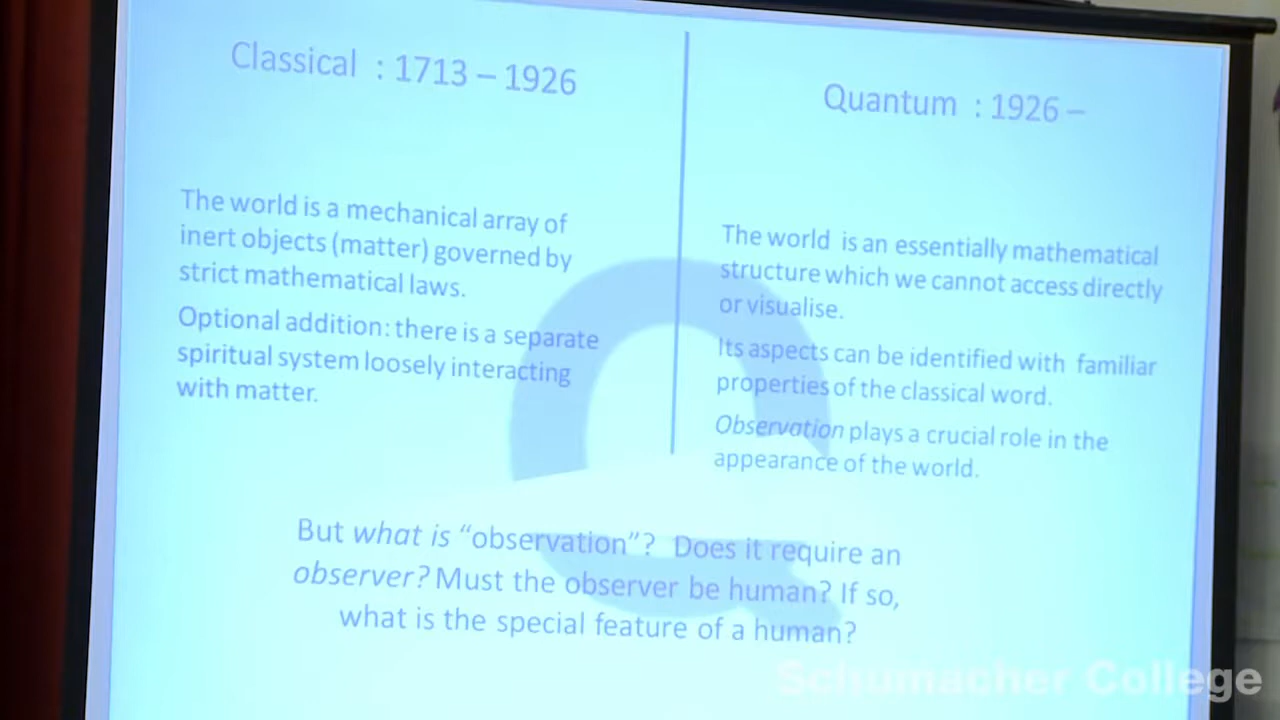 Classical : 1713 – 1926
The world is a mechanical array of
inert objects (matter) governed by
strict mathematical laws.
Optional addition: there is a separate
spiritual system loosely interacting
with matter.
Quantum : 1926 –
The world is an essentially mathematical
structure which we cannot access directly
or visualise.
Its aspects can be identified with familiar
properties of the classical word.
Observation plays a crucial role in the
appearance of the world.
But what is “observation”? Does it require an
observer? Must the observer be human? If so,
what is the special feature of a human?
Schumacher College